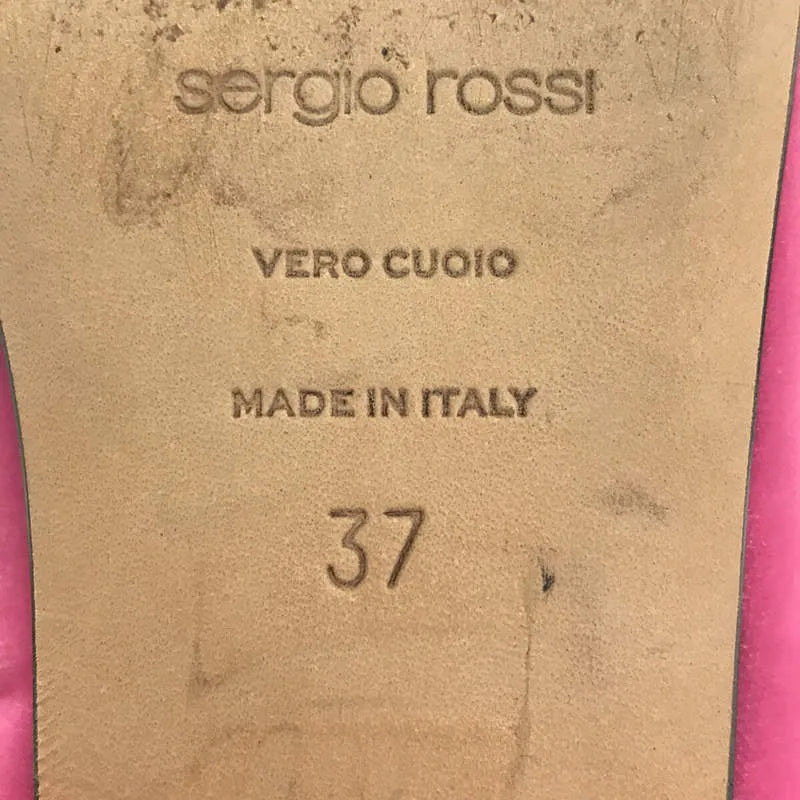 sergio rossi
VERO CUOIO
MADE IN ITALY
37